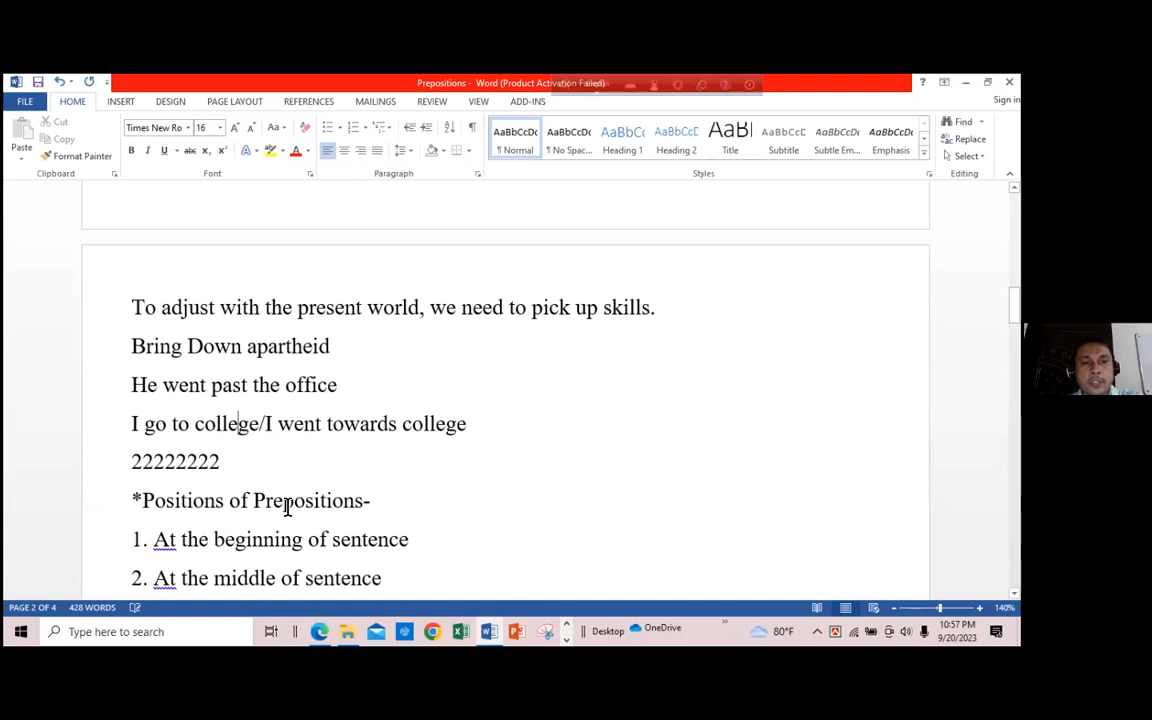 Prepositions - Word (Product Activation Failed)
FILE HOME INSERT DESIGN PAGE LAYOUT REFERENCES MAILINGS REVIEW VIEW ADD-INS Sign in
Cut
Copy
Format Painter
Paste
Clipboard
Times New Ro 16
Font
Paragraph
AaBbCcDc AaBbCcDc AaBbC AaBbCcD AaBl AaBbCcD AaBbCcDc AaBbCcDc
¶ Normal ¶ No Spac... Heading 1 Heading 2 Title Subtitle Subtle Em... Emphasis
Styles
Find
Replace
Select
Editing
To adjust with the present world, we need to pick up skills.
Bring Down apartheid
He went past the office
I go to college/I went towards college
22222222
*Positions of Prepositions-
1. At the beginning of sentence
2. At the middle of sentence
PAGE 2 OF 4 428 WORDS 140%
Type here to search Desktop OneDrive 80°F 10:57 PM
9/20/2023